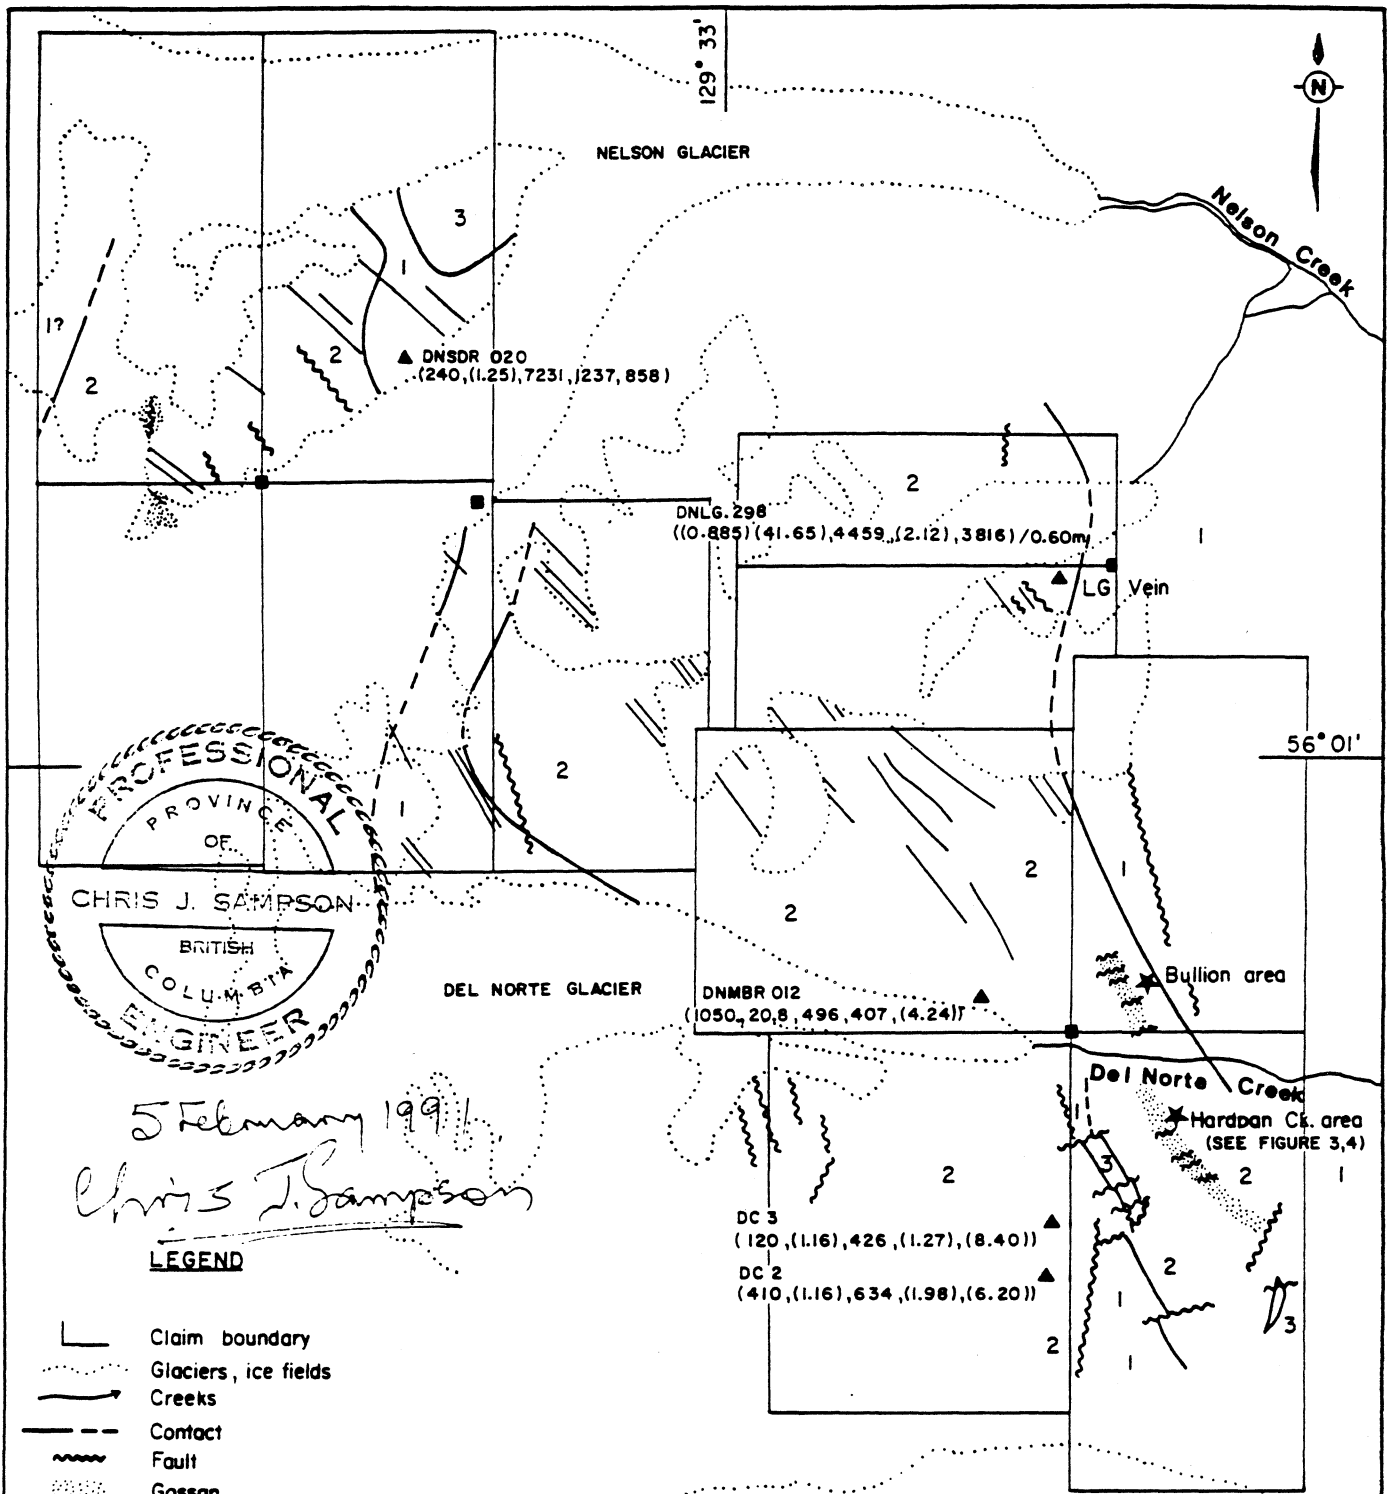 129° 33'
N
NELSON GLACIER
Nelson Creek
3
1
1?
2
2
DNSDR 020
(240,(1.25),7231,1237,858)
2
DNLG.298
((0.885)(41.65),4459,(2.12),3816)/0.60m
1
LG Vein
56° 01'
2
1
2
1
2
PROFESSIONAL
PROVINCE
OF
CHRIS J. SAMPSON
BRITISH
COLUMBIA
ENGINEER
Bullion area
DEL NORTE GLACIER
DNMBR 012
(1050,20.8,496,407,(4.24))
Del Norte Creek
5 February 1991
Chris J. Sampson
1
Hardpan Ck. area
(SEE FIGURE 3,4)
3
2
2
1
DC 3
(120,(1.16),426,(1.27),(8.40))
DC 2
(410,(1.16),634,(1.98),(6.20))
2
1
3
2
1
LEGEND
Claim boundary
Glaciers, ice fields
Creeks
Contact
Fault
Gossan